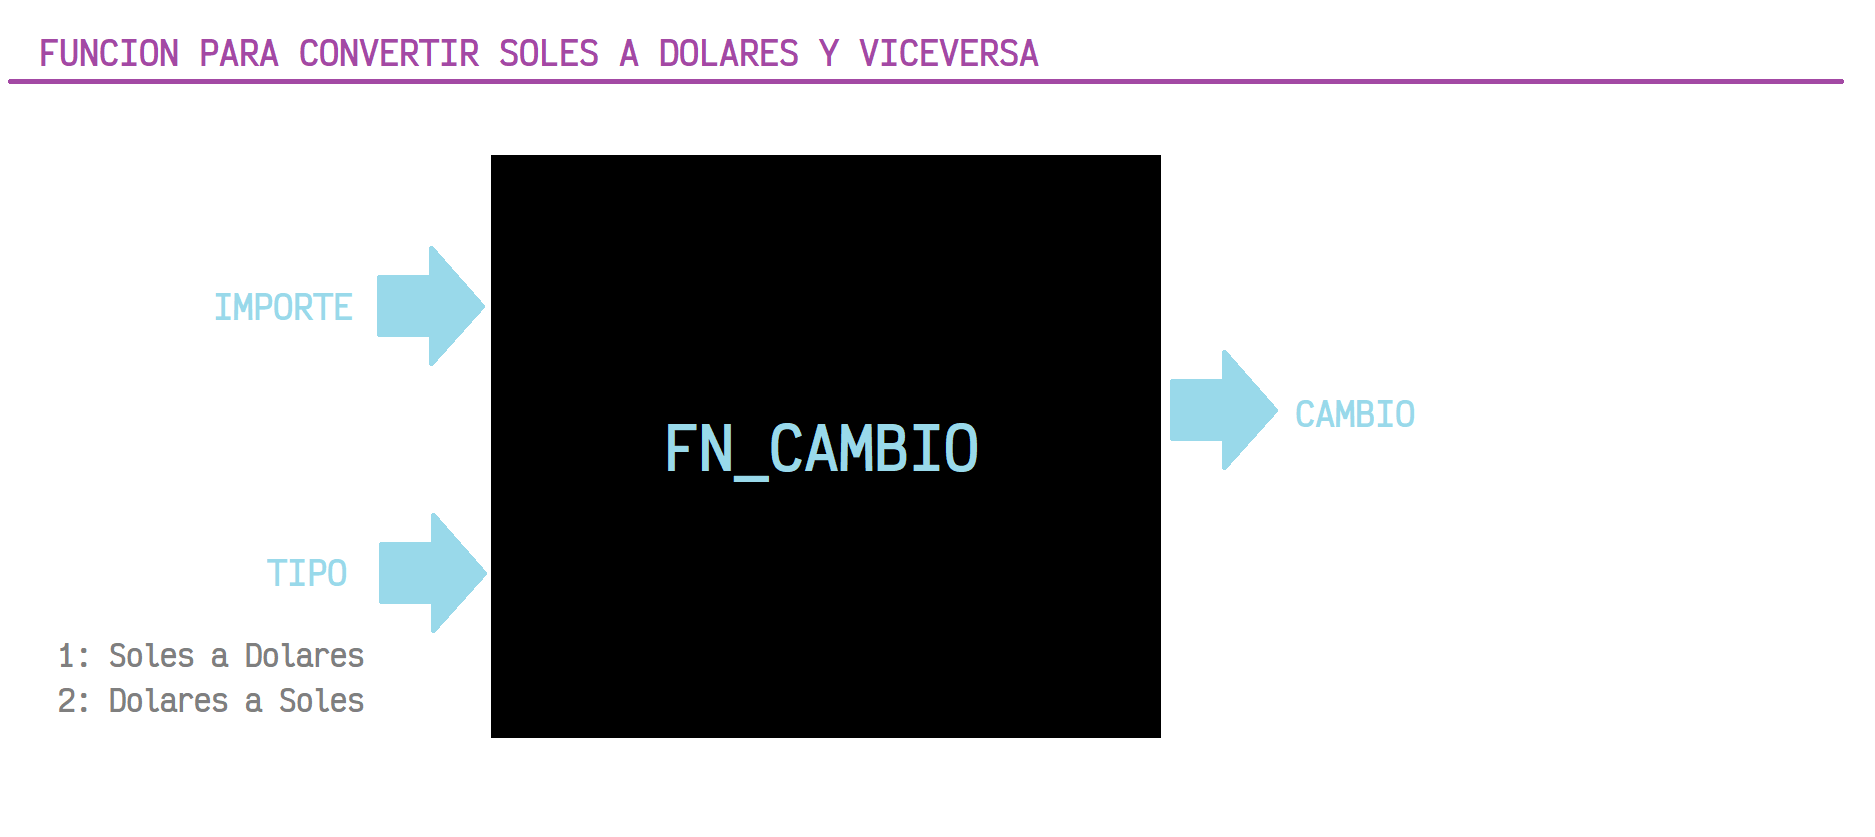 FUNCION PARA CONVERTIR SOLES A DOLARES Y VICEVERSA
IMPORTE
FN_CAMBIO
CAMBIO
TIPO
1: Soles a Dolares
2: Dolares a Soles